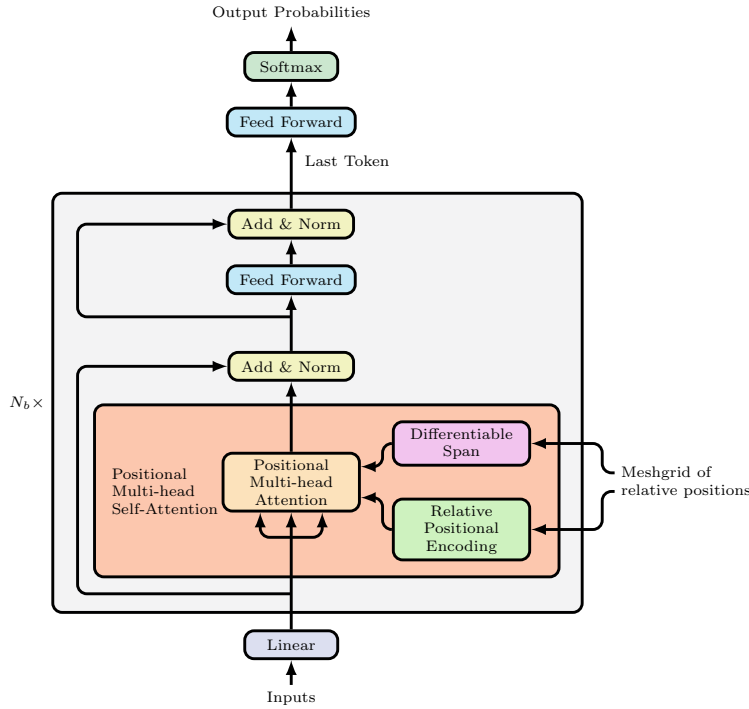 Output Probabilities
Softmax
Feed Forward
Last Token
Add & Norm
Feed Forward
Add & Norm
N_b×
Differentiable
Span
Positional
Multi-head
Attention
Positional
Multi-head
Self-Attention
Meshgrid of
relative positions
Relative
Positional
Encoding
Linear
Inputs